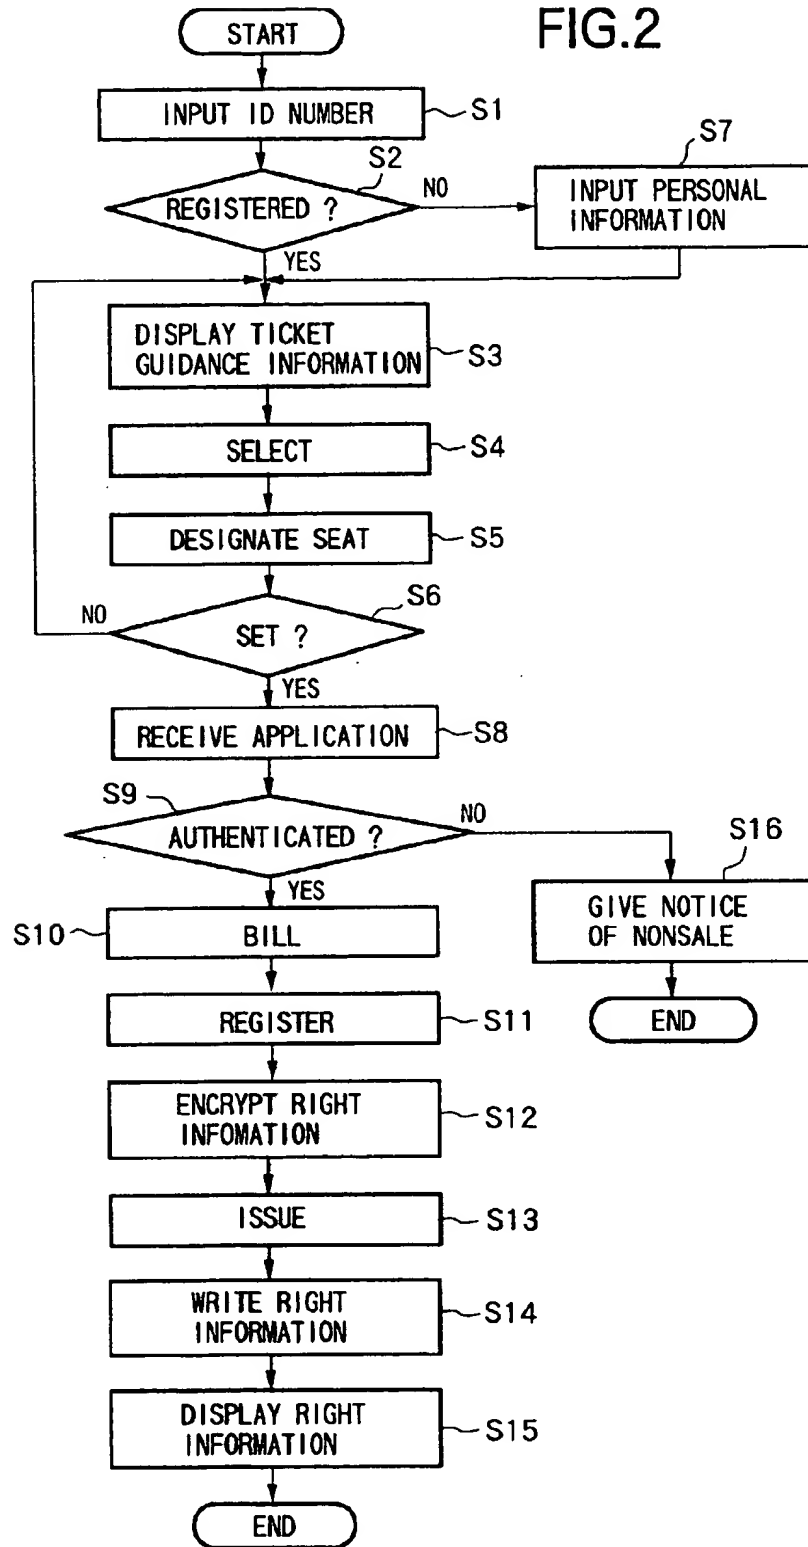 FIG.2
START
INPUT ID NUMBER
S1
S2
REGISTERED ?
NO
S7
INPUT PERSONAL
INFORMATION
YES
DISPLAY TICKET
GUIDANCE INFORMATION
S3
SELECT
S4
DESIGNATE SEAT
S5
S6
SET ?
NO
YES
RECEIVE APPLICATION
S8
S9
AUTHENTICATED ?
NO
S16
GIVE NOTICE
OF NONSALE
END
YES
S10
BILL
REGISTER
S11
ENCRYPT RIGHT
INFOMATION
S12
ISSUE
S13
WRITE RIGHT
INFORMATION
S14
DISPLAY RIGHT
INFORMATION
S15
END